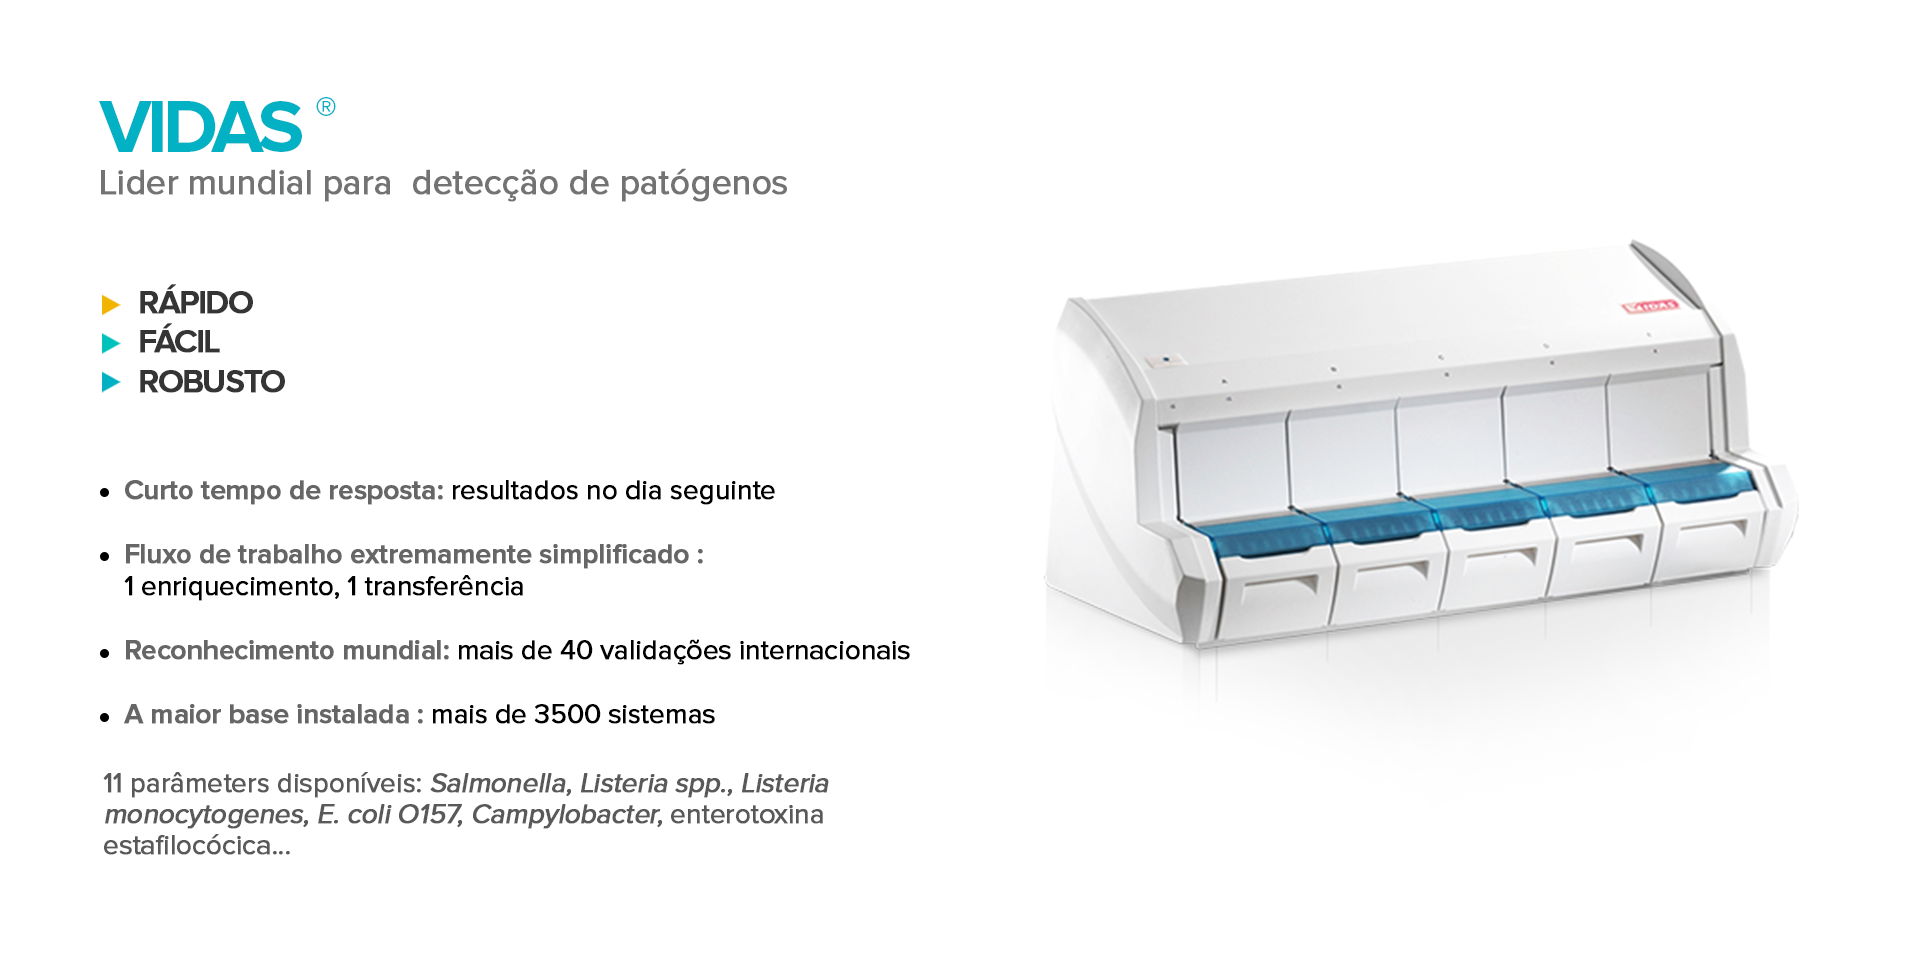 VIDAS ®
Lider mundial para detecção de patógenos
RÁPIDO
FÁCIL
ROBUSTO
• Curto tempo de resposta: resultados no dia seguinte
• Fluxo de trabalho extremamente simplificado :
1 enriquecimento, 1 transferência
• Reconhecimento mundial: mais de 40 validações internacionais
• A maior base instalada : mais de 3500 sistemas
11 parâmeters disponíveis: Salmonella, Listeria spp., Listeria
monocytogenes, E. coli O157, Campylobacter, enterotoxina
estafilocócica...
VIDAS